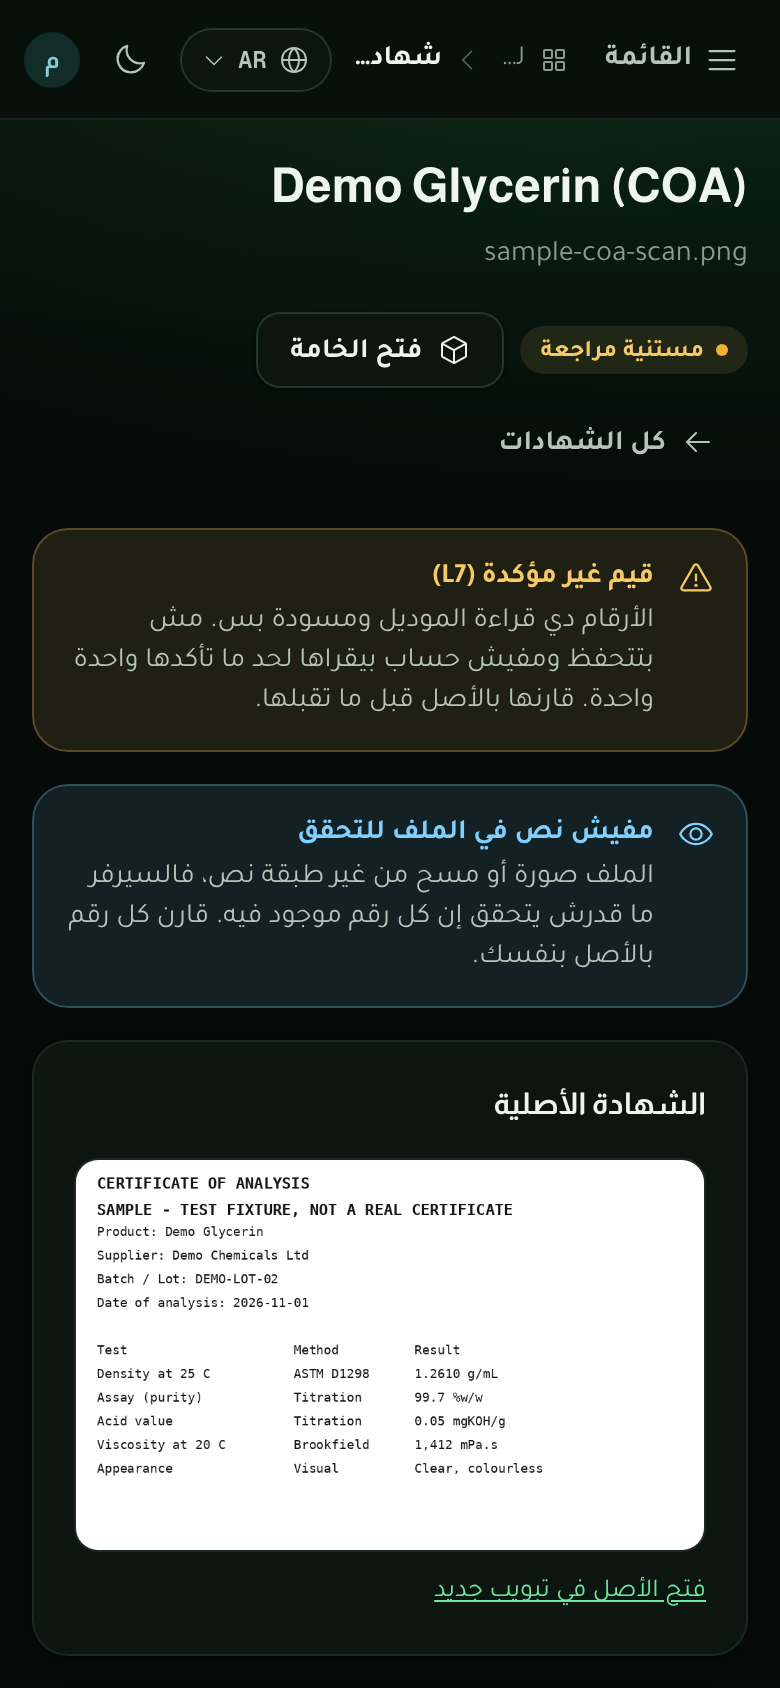 القائمة
لـ...
شهاد...
AR
م
Demo Glycerin (COA)
sample-coa-scan.png
مستنية مراجعة
فتح الخامة
كل الشهادات
قيم غير مؤكدة (L7)
الأرقام دي قراءة الموديل ومسودة بس. مش
بتتحفظ ومفيش حساب بيقراها لحد ما تأكدها واحدة
واحدة. قارنها بالأصل قبل ما تقبلها.
مفيش نص في الملف للتحقق
الملف صورة أو مسح من غير طبقة نص، فالسيرفر
ما قدرش يتحقق إن كل رقم موجود فيه. قارن كل رقم
بالأصل بنفسك.
الشهادة الأصلية
CERTIFICATE OF ANALYSIS
SAMPLE - TEST FIXTURE, NOT A REAL CERTIFICATE
Product: Demo Glycerin
Supplier: Demo Chemicals Ltd
Batch / Lot: DEMO-LOT-02
Date of analysis: 2026-11-01
Test Method Result
Density at 25 C ASTM D1298 1.2610 g/mL
Assay (purity) Titration 99.7 %w/w
Acid value Titration 0.05 mgKOH/g
Viscosity at 20 C Brookfield 1,412 mPa.s
Appearance Visual Clear, colourless
فتح الأصل في تبويب جديد